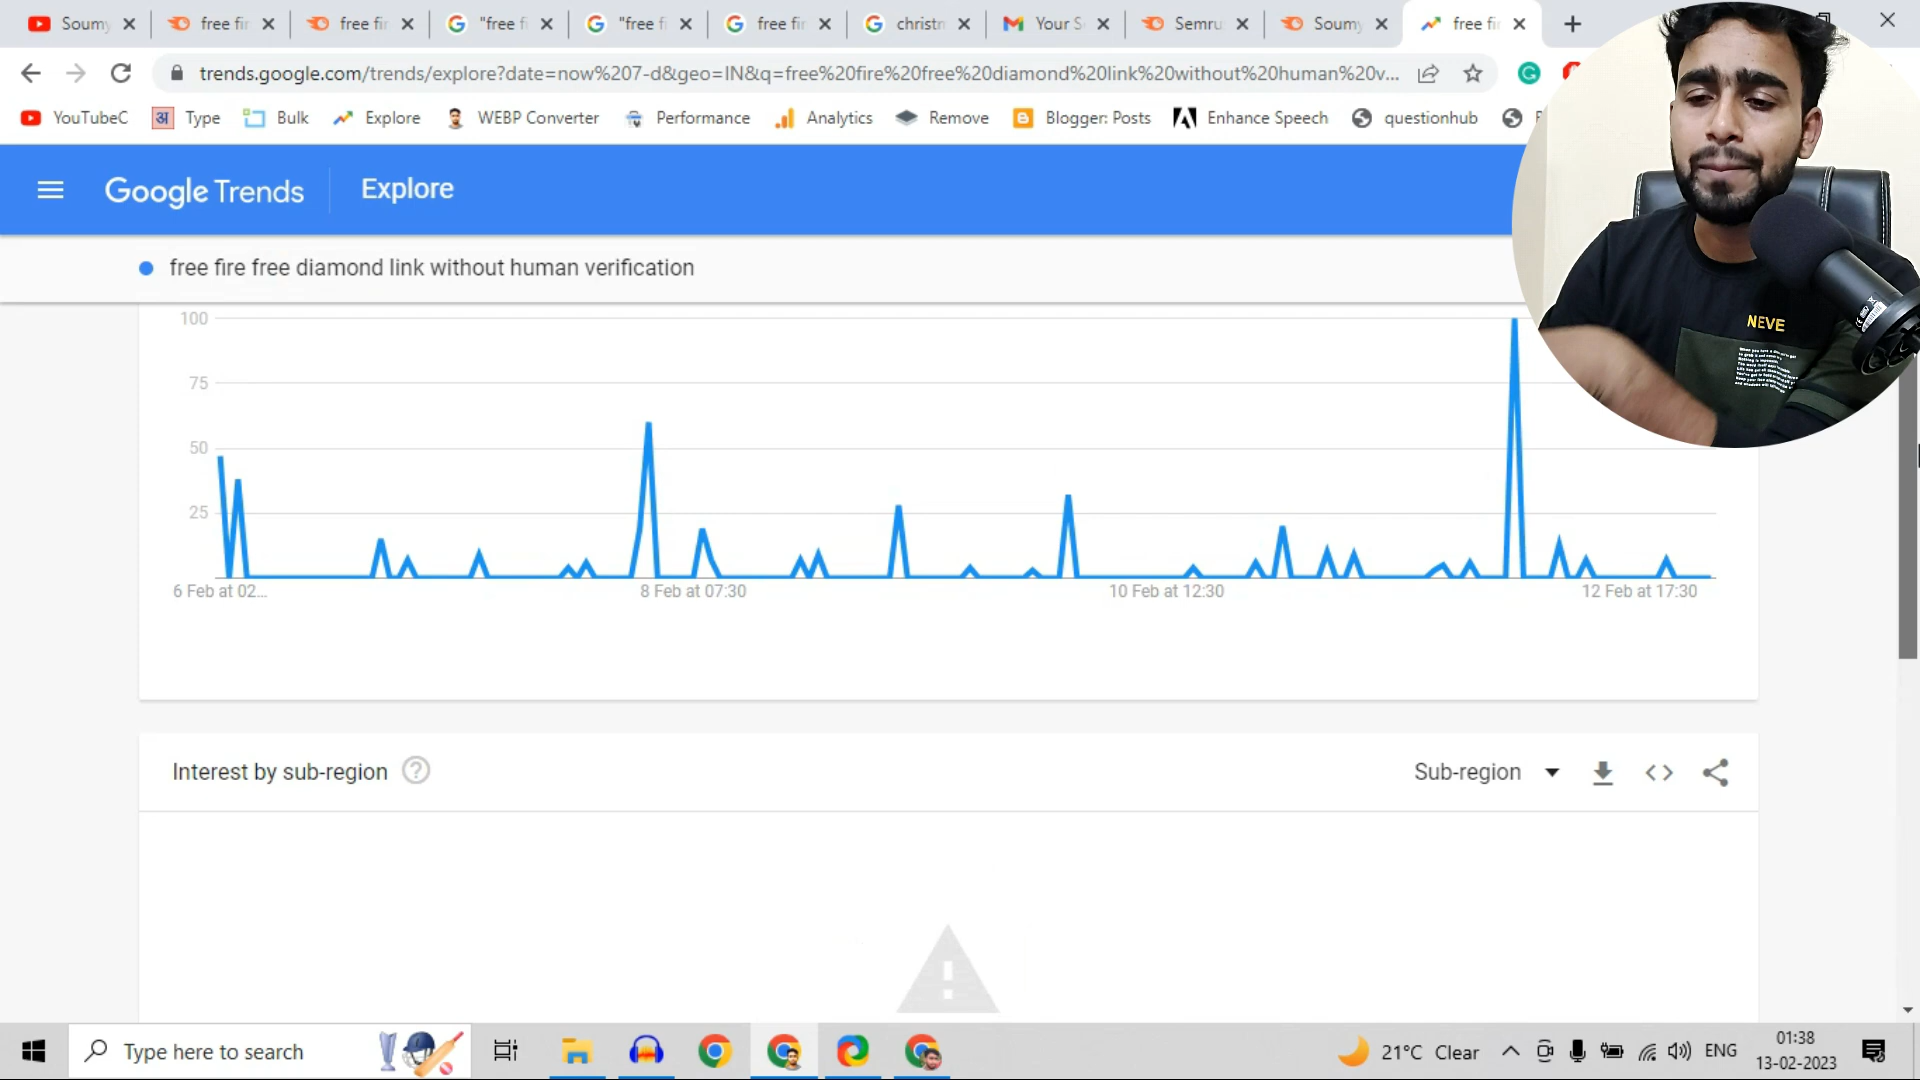 Soumy
free fir
free fir
"free f
"free f
free fir
christm
Your S
Semru
Soumy
free fi
trends.google.com/trends/explore?date=now%207-d&geo=IN&q=free%20fire%20free%20diamond%20link%20without%20human%20v...
YouTubeC
अ Type
Bulk
Explore
WEBP Converter
Performance
Analytics
Remove
Blogger: Posts
Enhance Speech
questionhub
Google Trends
Explore
free fire free diamond link without human verification
NEVE
100
75
50
25
6 Feb at 02...
8 Feb at 07:30
10 Feb at 12:30
12 Feb at 17:30
Interest by sub-region
Sub-region
Type here to search
21°C Clear
ENG
01:38
13-02-2023